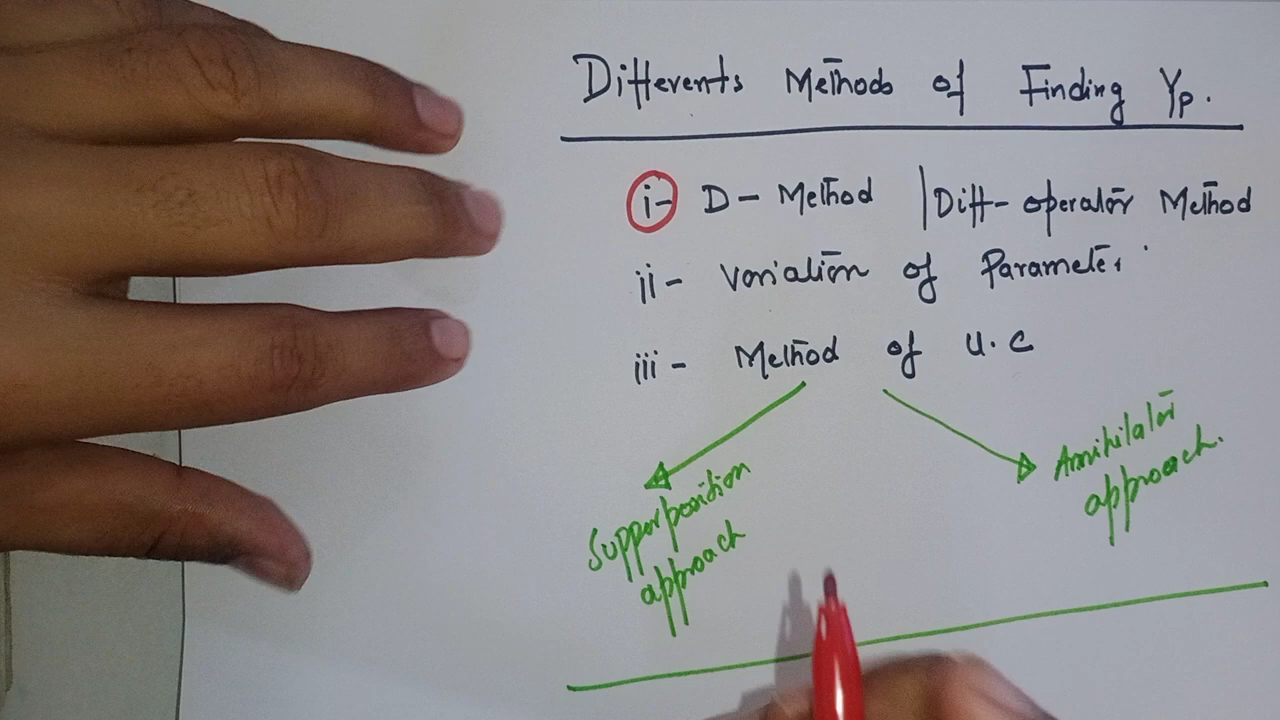 Differents Methods of Finding Yp.
i- D- Method | Diff- operator Method
ii- Variation of Parameter
iii- Method of U.C
Supperposition
approach
Annihilator
approach.